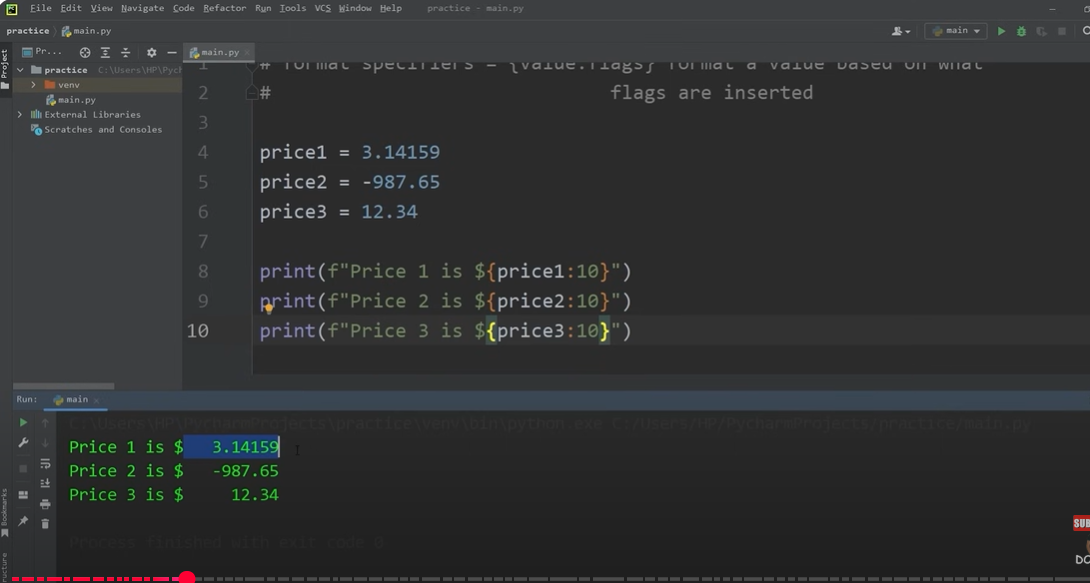 File Edit View Navigate Code Refactor Run Tools VCS Window Help practice - main.py
practice main.py main
Project
Pr... main.py
practice C:\Users\HP\Pych
venv
main.py
External Libraries
Scratches and Consoles
1 # format specifiers = {value:flags} format a value based on what
2 # flags are inserted
3
4 price1 = 3.14159
5 price2 = -987.65
6 price3 = 12.34
7
8 print(f"Price 1 is ${price1:10}")
9 print(f"Price 2 is ${price2:10}")
10 print(f"Price 3 is ${price3:10}")
Run: main
C:\Users\HP\PycharmProjects\practice\venv\bin\python.exe C:/Users/HP/PycharmProjects/practice/main.py
Price 1 is $   3.14159
Price 2 is $   -987.65
Price 3 is $     12.34
Process finished with exit code 0
Bookmarks
SUB